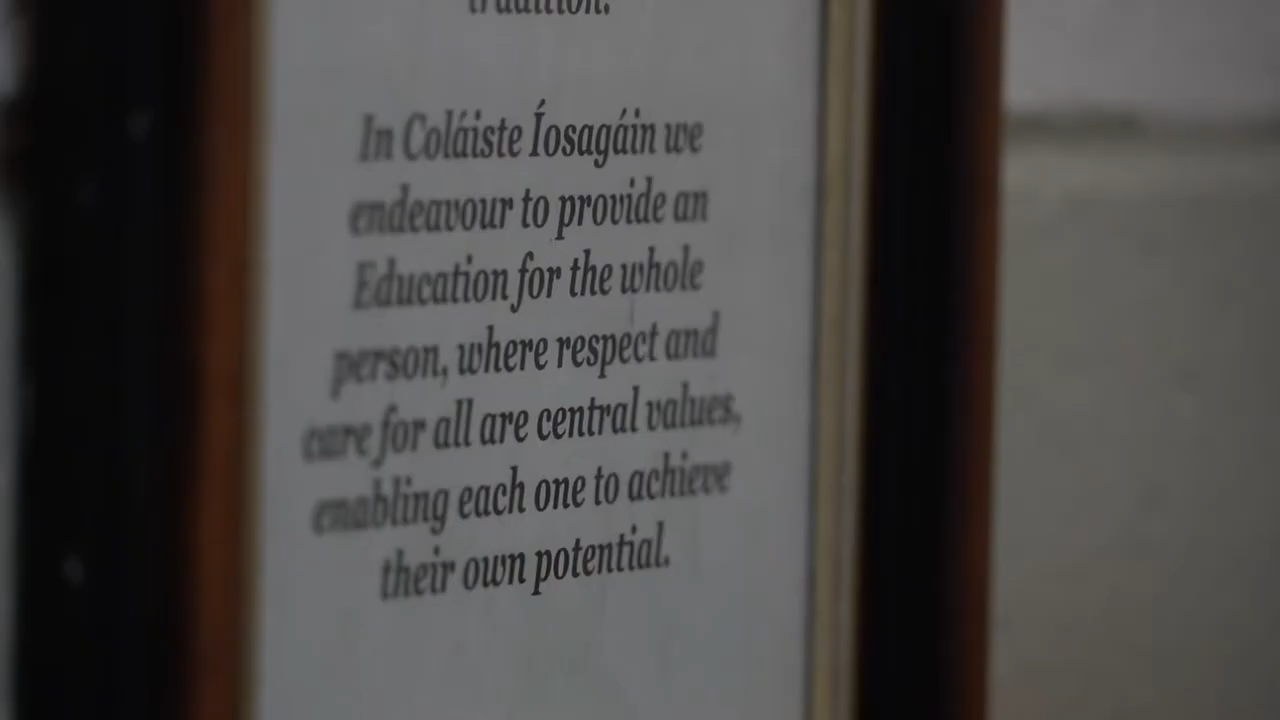 tradition.
In Coláiste Íosagáin we
endeavour to provide an
Education for the whole
person, where respect and
care for all are central values,
enabling each one to achieve
their own potential.